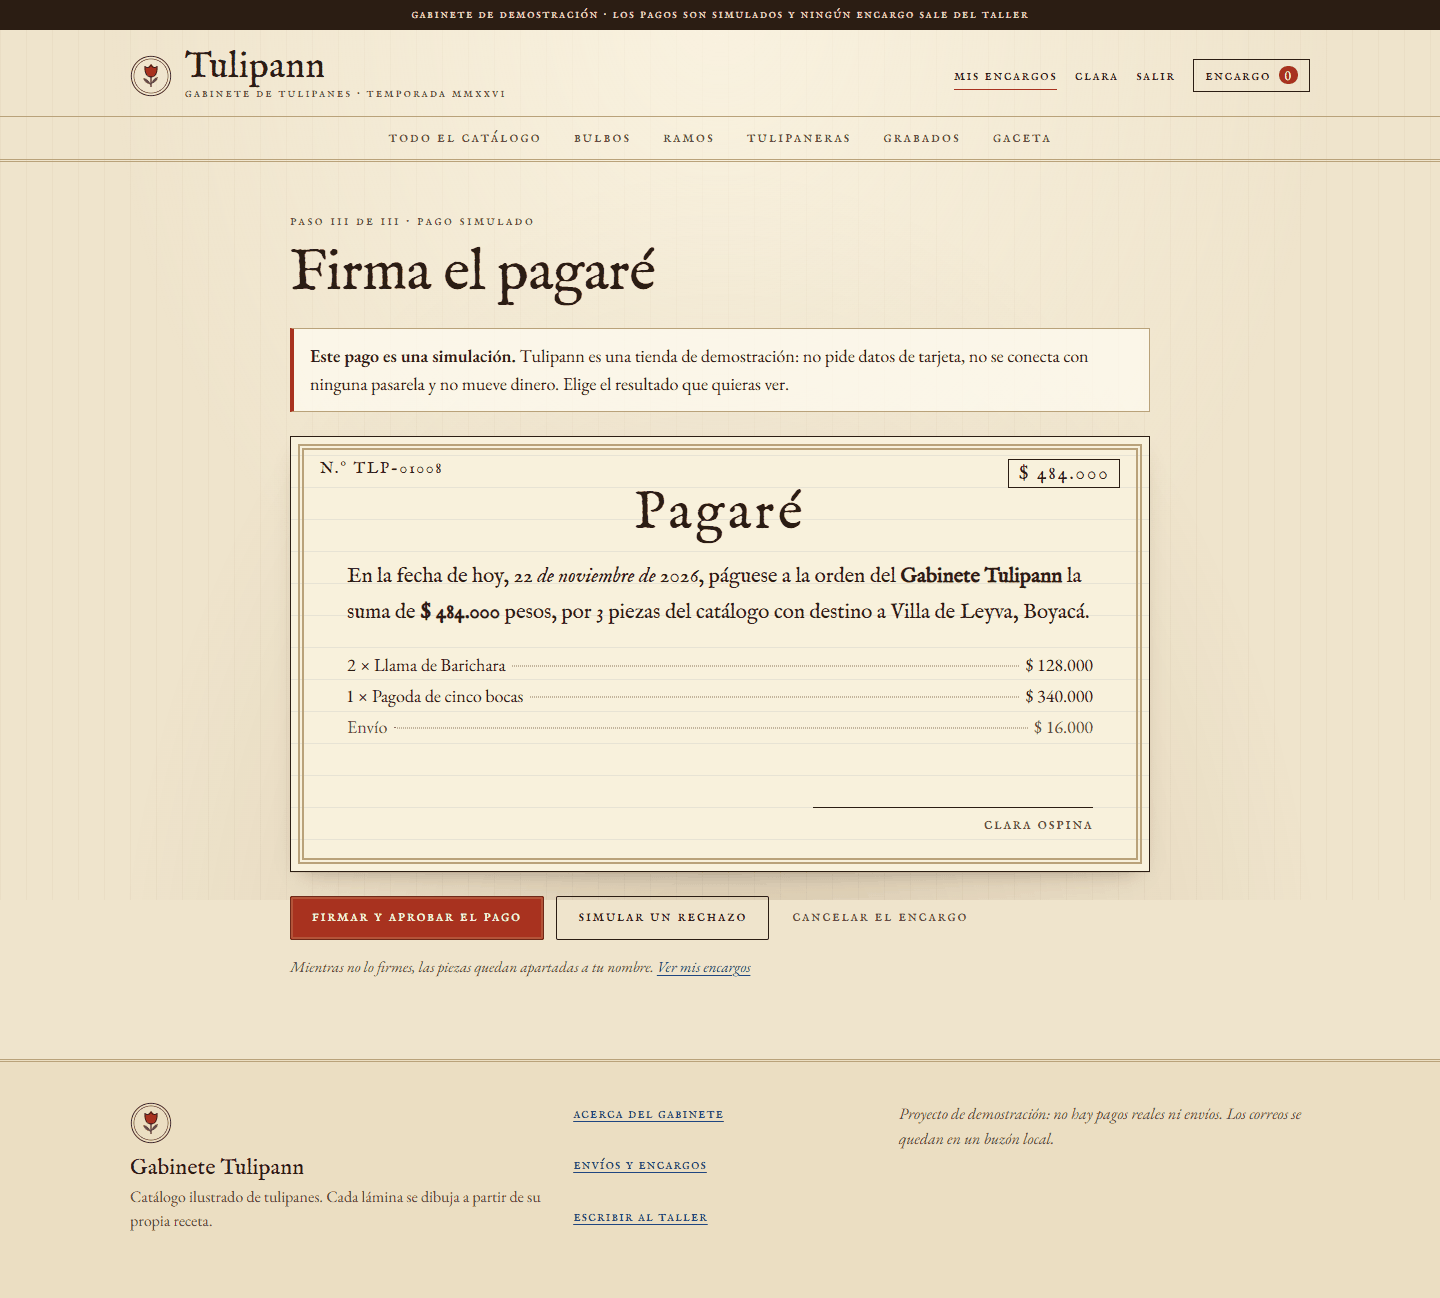 GABINETE DE DEMOSTRACIÓN · LOS PAGOS SON SIMULADOS Y NINGÚN ENCARGO SALE DEL TALLER
Tulipann
GABINETE DE TULIPANES · TEMPORADA MMXXVI
MIS ENCARGOS CLARA SALIR ENCARGO 0
TODO EL CATÁLOGO BULBOS RAMOS TULIPANERAS GRABADOS GACETA
PASO III DE III · PAGO SIMULADO
Firma el pagaré
Este pago es una simulación. Tulipann es una tienda de demostración: no pide datos de tarjeta, no se conecta con
ninguna pasarela y no mueve dinero. Elige el resultado que quieras ver.
N.º TLP-01008
$ 484.000
Pagaré
En la fecha de hoy, 22 de noviembre de 2026, páguese a la orden del Gabinete Tulipann la
suma de $ 484.000 pesos, por 3 piezas del catálogo con destino a Villa de Leyva, Boyacá.
2 × Llama de Barichara $ 128.000
1 × Pagoda de cinco bocas $ 340.000
Envío $ 16.000
CLARA OSPINA
FIRMAR Y APROBAR EL PAGO SIMULAR UN RECHAZO CANCELAR EL ENCARGO
Mientras no lo firmes, las piezas quedan apartadas a tu nombre. Ver mis encargos
Gabinete Tulipann
Catálogo ilustrado de tulipanes. Cada lámina se dibuja a partir de su
propia receta.
ACERCA DEL GABINETE
ENVÍOS Y ENCARGOS
ESCRIBIR AL TALLER
Proyecto de demostración: no hay pagos reales ni envíos. Los correos se
quedan en un buzón local.